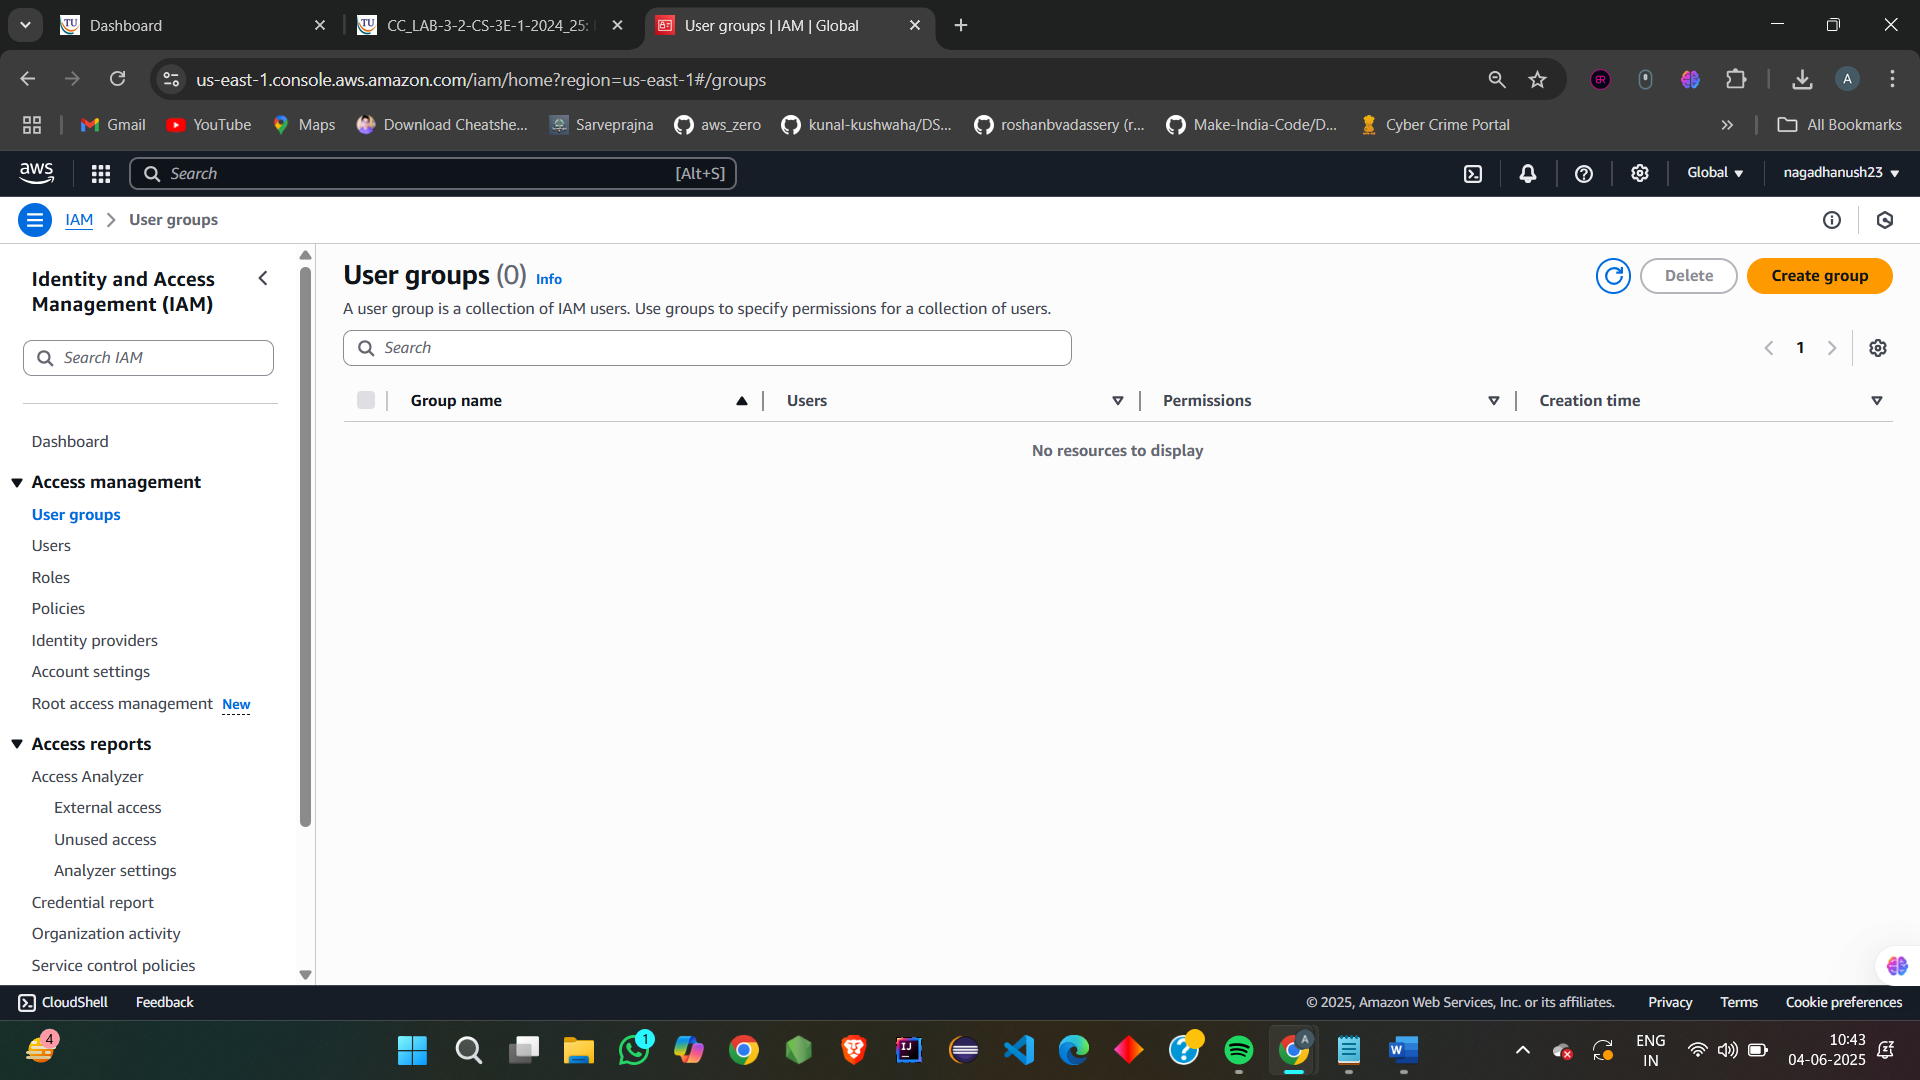 Dashboard
CC_LAB-3-2-CS-3E-1-2024_25:
User groups | IAM | Global
us-east-1.console.aws.amazon.com/iam/home?region=us-east-1#/groups
BR
A
Gmail
YouTube
Maps
Download Cheatshe...
Sarveprajna
aws_zero
kunal-kushwaha/DS...
roshanbvadassery (r...
Make-India-Code/D...
Cyber Crime Portal
All Bookmarks
aws
Search
[Alt+S]
Global
nagadhanush23
IAM
User groups
Identity and Access
Management (IAM)
Search IAM
Dashboard
Access management
User groups
Users
Roles
Policies
Identity providers
Account settings
Root access management New
Access reports
Access Analyzer
External access
Unused access
Analyzer settings
Credential report
Organization activity
Service control policies
User groups (0) Info
Delete
Create group
A user group is a collection of IAM users. Use groups to specify permissions for a collection of users.
Search
1
Group name
Users
Permissions
Creation time
No resources to display
CloudShell
Feedback
© 2025, Amazon Web Services, Inc. or its affiliates.
Privacy
Terms
Cookie preferences
4
1
IJ
A
W
ENG
IN
10:43
04-06-2025